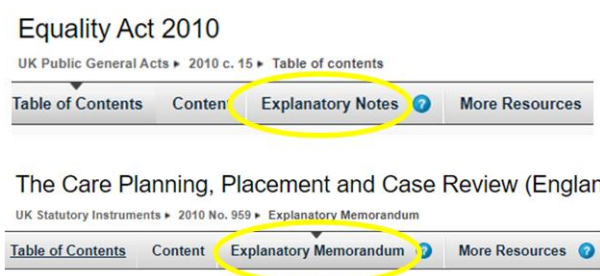 Equality Act 2010
UK Public General Acts ▸ 2010 c. 15 ▸ Table of contents
Table of Contents Content Explanatory Notes ? More Resources
The Care Planning, Placement and Case Review (Englan
UK Statutory Instruments ▸ 2010 No. 959 ▸ Explanatory Memorandum
Table of Contents Content Explanatory Memorandum ? More Resources ?